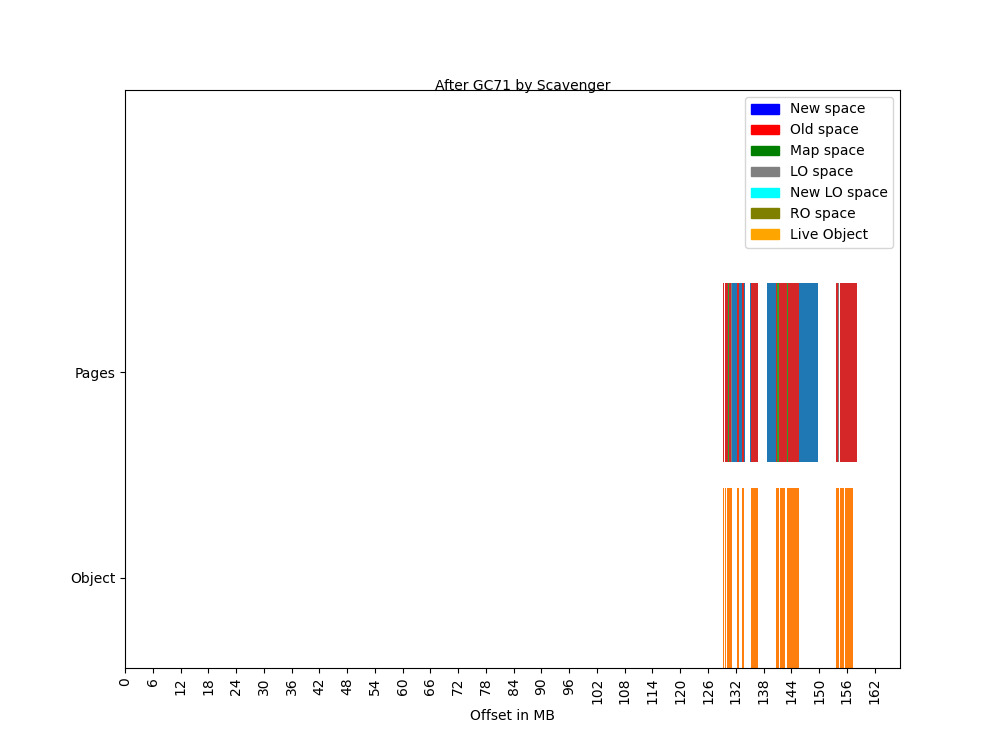 After GC71 by Scavenger
New space
Old space
Map space
LO space
New LO space
RO space
Live Object
Pages
Object
0 6 12 18 24 30 36 42 48 54 60 66 72 78 84 90 96 102 108 114 120 126 132 138 144 150 156 162
Offset in MB